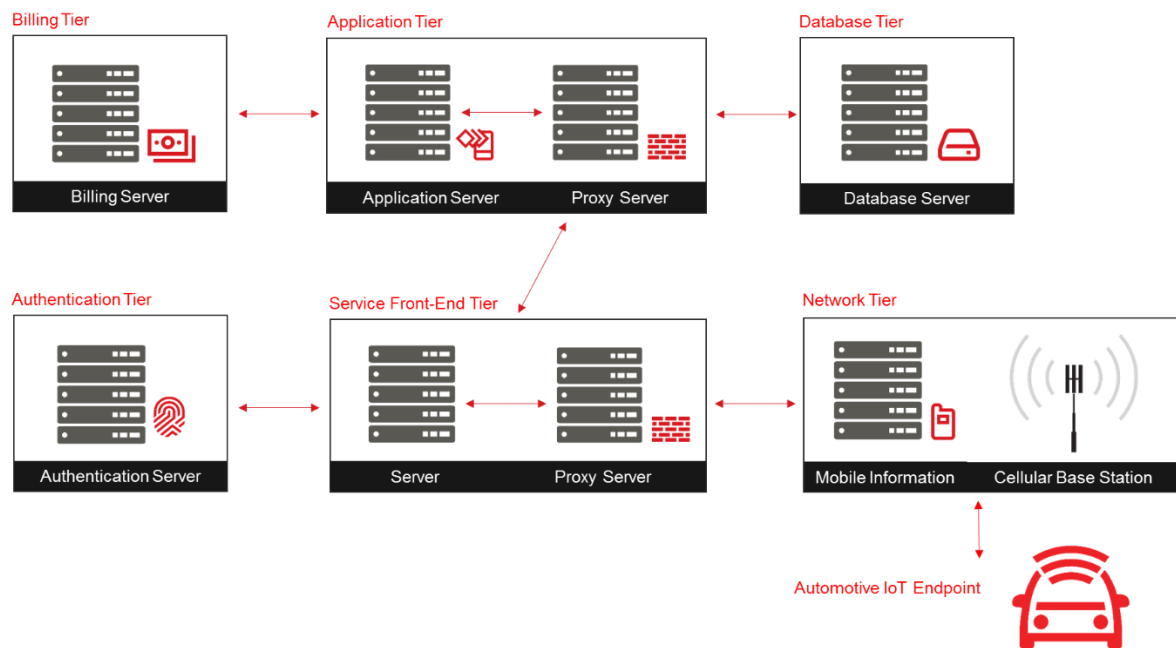 Billing Tier
Application Tier
Database Tier
Billing Server
Application Server
Proxy Server
Database Server
Authentication Tier
Service Front-End Tier
Network Tier
Authentication Server
Server
Proxy Server
Mobile Information
Cellular Base Station
Automotive IoT Endpoint